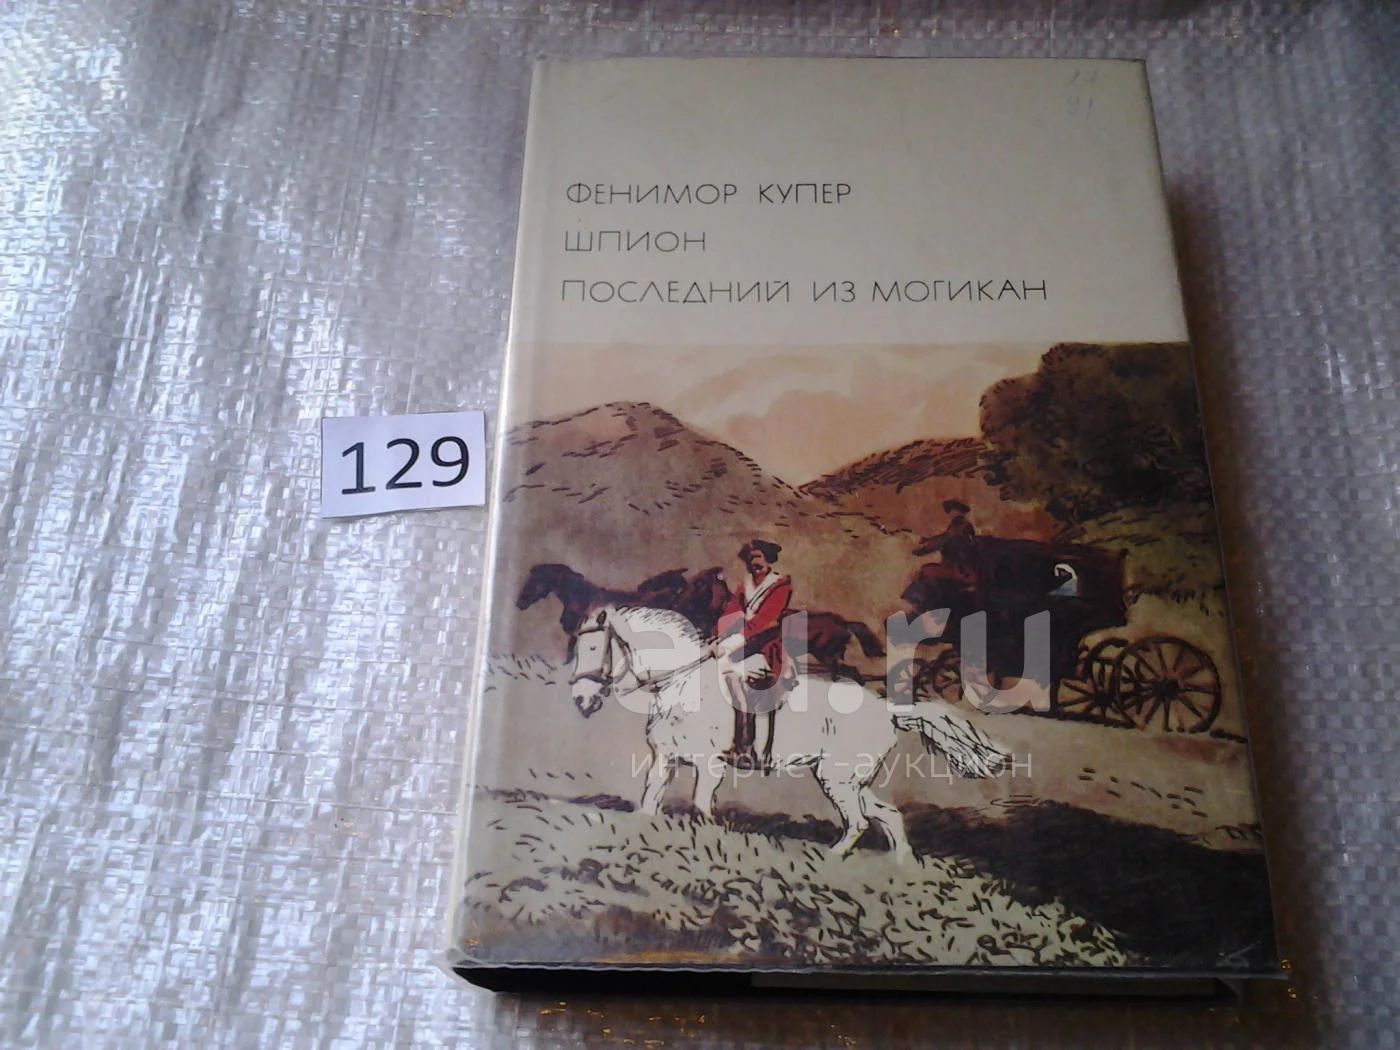 ФЕНИМОР КУПЕР
ШПИОН
ПОСЛЕДНИЙ ИЗ МОГИКАН
129
au.ru
интернет-аукцион